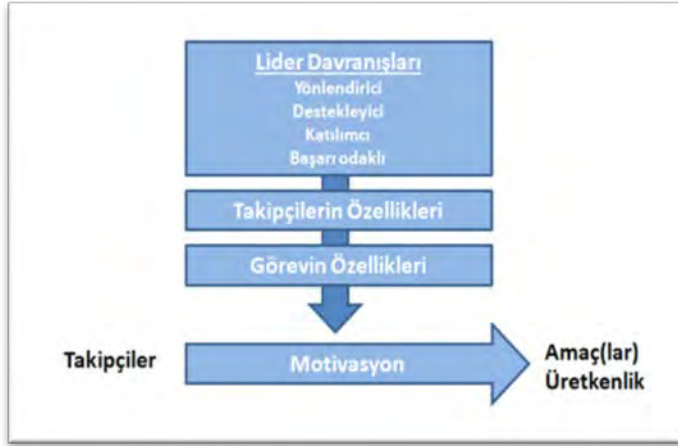 Lider Davranışları
Yönlendirici
Destekleyici
Katılımcı
Başarı odaklı
Takipçilerin Özellikleri
Görevin Özellikleri
Takipçiler
Motivasyon
Amaç(lar)
Üretkenlik